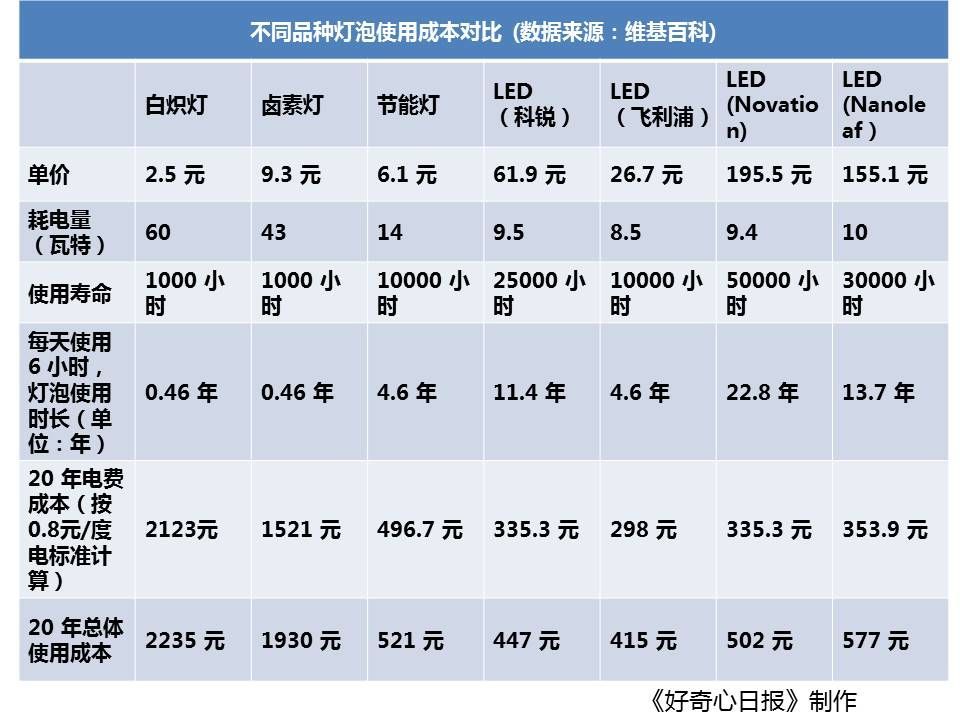 不同品种灯泡使用成本对比 (数据来源：维基百科)
白炽灯
卤素灯
节能灯
LED
（科锐）
LED
（飞利浦）
LED
(Novatio
n)
LED
(Nanole
af )
单价
2.5 元
9.3 元
6.1 元
61.9 元
26.7 元
195.5 元
155.1 元
耗电量
（瓦特）
60
43
14
9.5
8.5
9.4
10
使用寿命
1000 小
时
1000 小
时
10000 小
时
25000 小
时
10000 小
时
50000 小
时
30000 小
时
每天使用
6 小时，
灯泡使用
时长（单
位：年）
0.46 年
0.46 年
4.6 年
11.4 年
4.6 年
22.8 年
13.7 年
20 年电费
成本（按
0.8元/度
电标准计
算）
2123元
1521 元
496.7 元
335.3 元
298 元
335.3 元
353.9 元
20 年总体
使用成本
2235 元
1930 元
521 元
447 元
415 元
502 元
577 元
《好奇心日报》制作